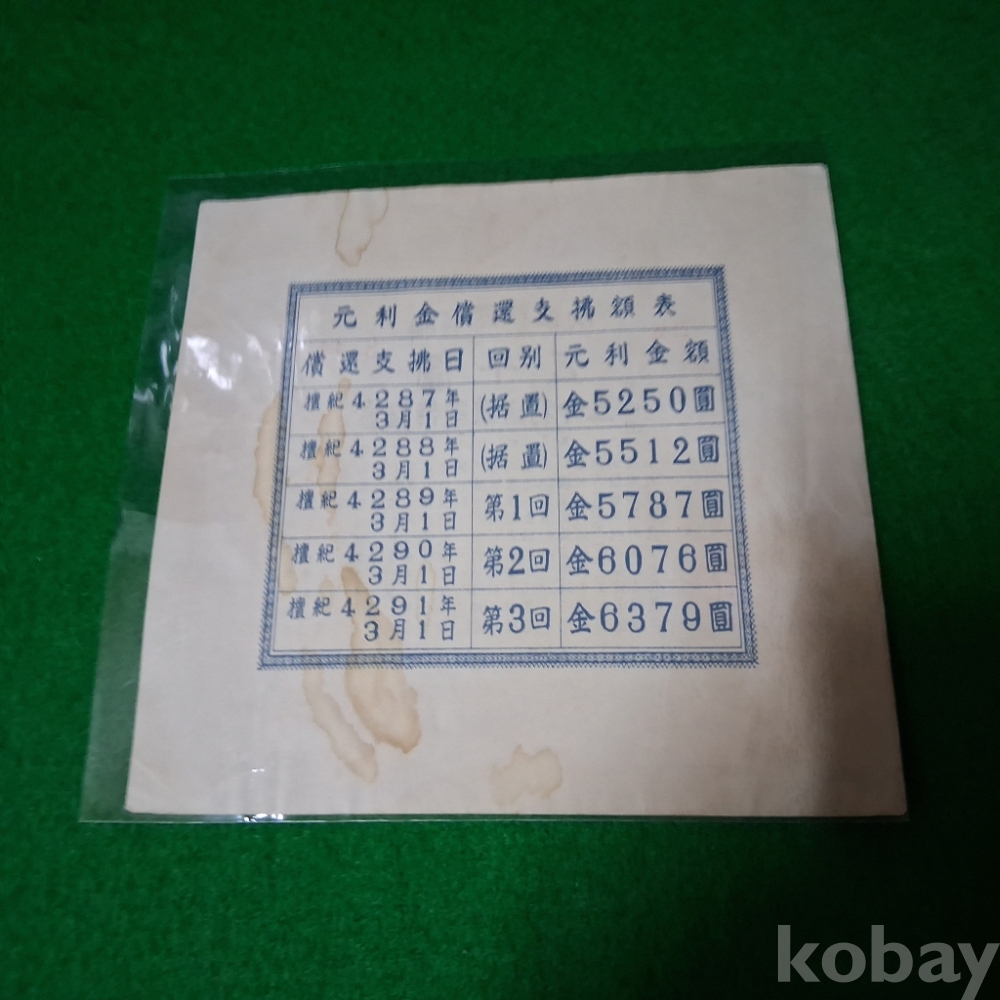 元利金償還支拂額表
償還支拂日 回別 元利金額
檀紀4287年
3月1日
(据置) 金5250圓
檀紀4288年
3月1日
(据置) 金5512圓
檀紀4289年
3月1日
第1回 金5787圓
檀紀4290年
3月1日
第2回 金6076圓
檀紀4291年
3月1日
第3回 金6379圓
kobay